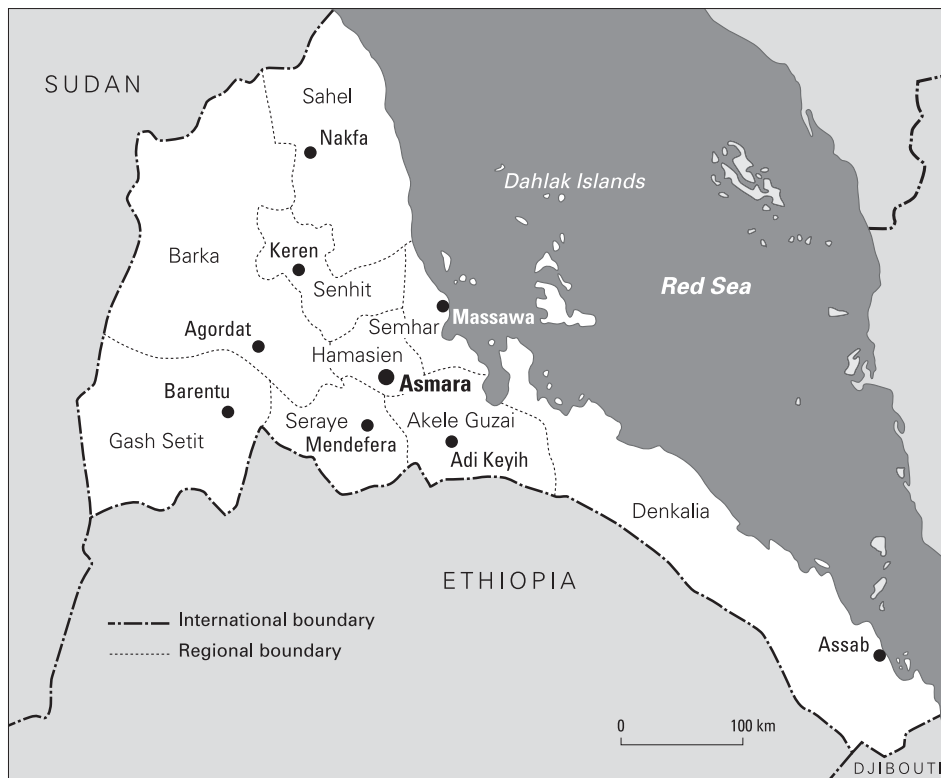 SUDAN
Sahel
Nakfa
Dahlak Islands
Barka
Keren
Senhit
Red Sea
Massawa
Semhar
Agordat
Hamasien
Asmara
Barentu
Seraye
Akele Guzai
Gash Setit
Mendefera
Adi Keyih
Denkalia
ETHIOPIA
International boundary
Regional boundary
Assab
0 100 km
DJIBOUTI